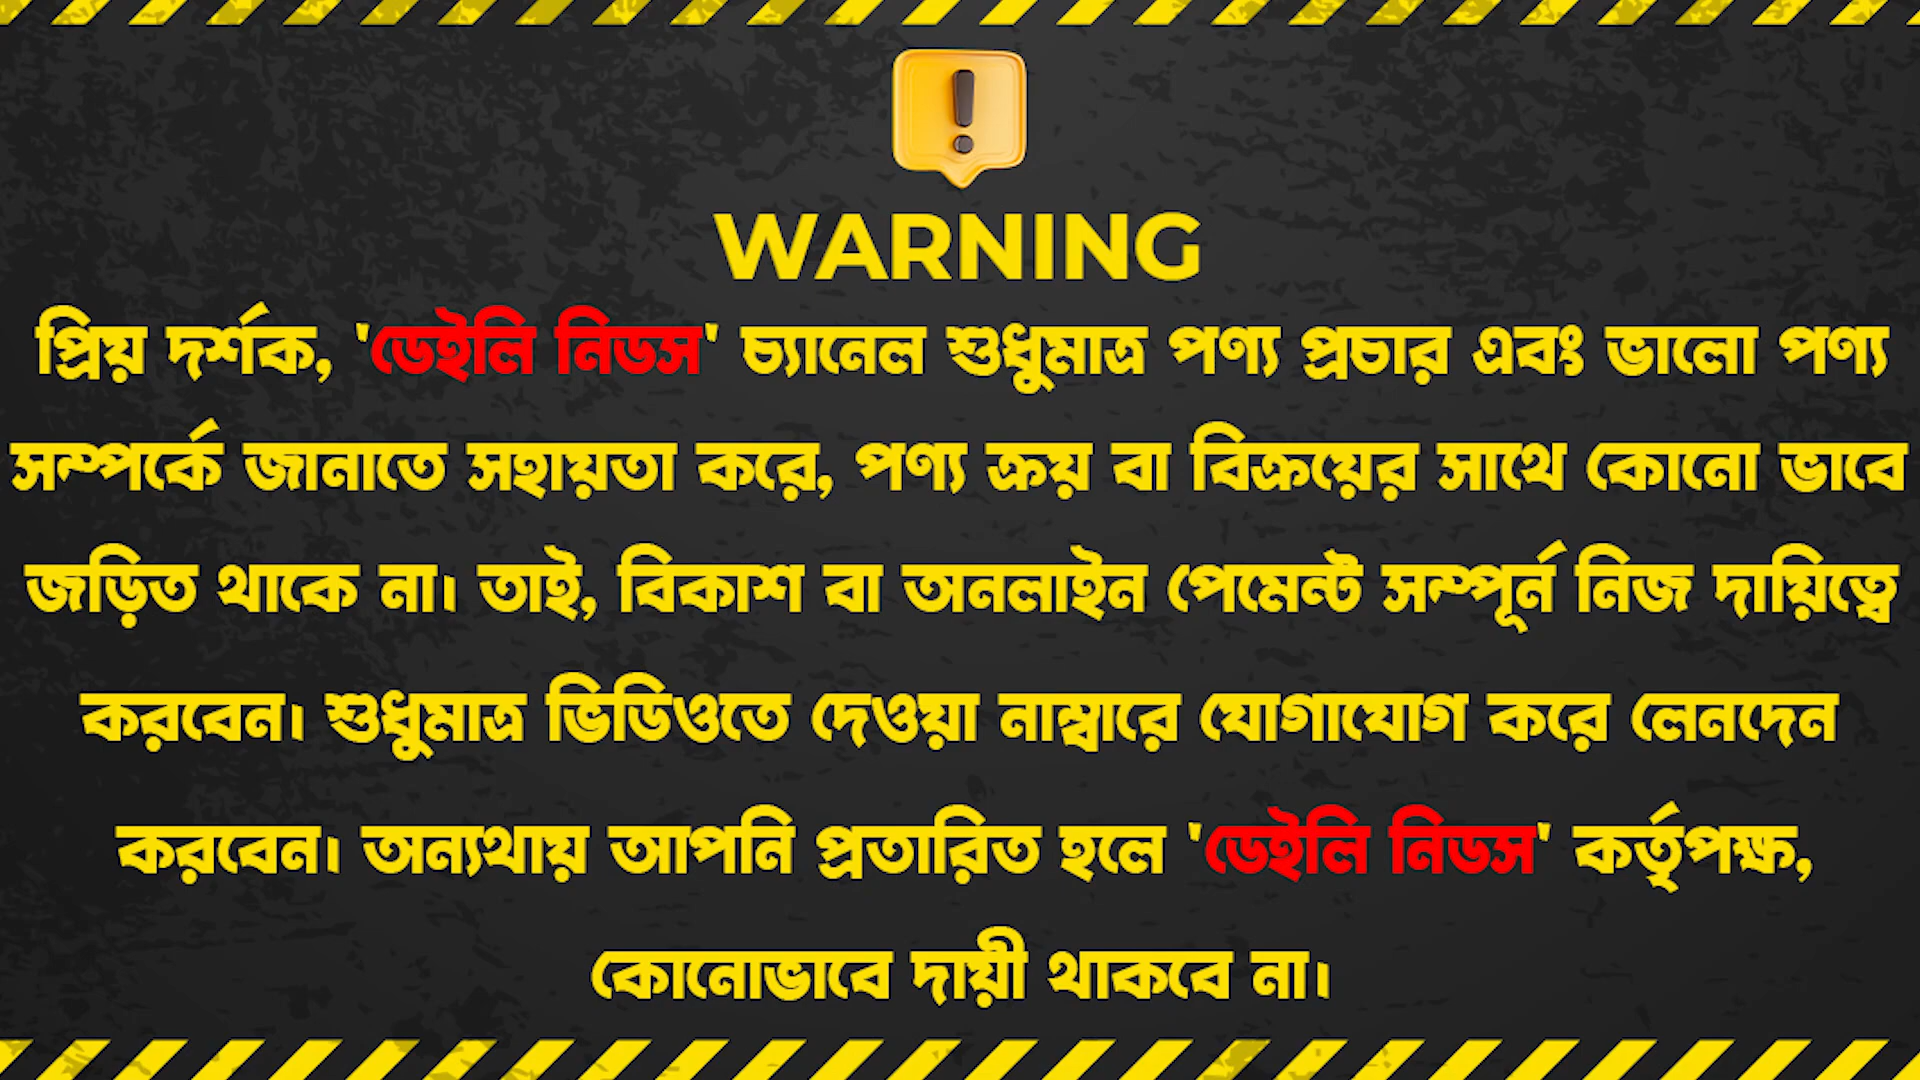 WARNING
প্রিয় দর্শক, 'ডেইলি নিডস' চ্যানেল শুধুমাত্র পণ্য প্রচার এবং ভালো পণ্য
সম্পর্কে জানাতে সহায়তা করে, পণ্য ক্রয় বা বিক্রয়ের সাথে কোনো ভাবে
জড়িত থাকে না। তাই, বিকাশ বা অনলাইন পেমেন্ট সম্পূর্ন নিজ দায়িত্বে
করবেন। শুধুমাত্র ভিডিওতে দেওয়া নাম্বারে যোগাযোগ করে লেনদেন
করবেন। অন্যথায় আপনি প্রতারিত হলে 'ডেইলি নিডস' কর্তৃপক্ষ,
কোনোভাবে দায়ী থাকবে না।